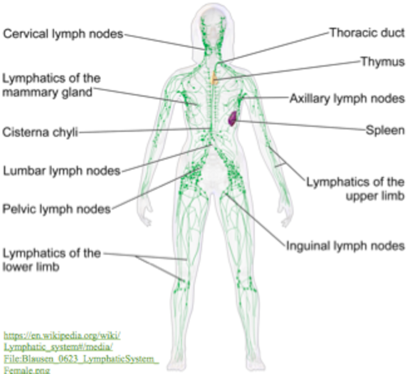 Cervical lymph nodes
Thoracic duct
Thymus
Lymphatics of the
mammary gland
Axillary lymph nodes
Cisterna chyli
Spleen
Lumbar lymph nodes
Lymphatics of the
upper limb
Pelvic lymph nodes
Inguinal lymph nodes
Lymphatics of the
lower limb
https://en.wikipedia.org/wiki/
Lymphatic_system#/media/
File:Blausen_0623_LymphaticSystem_
Female.png